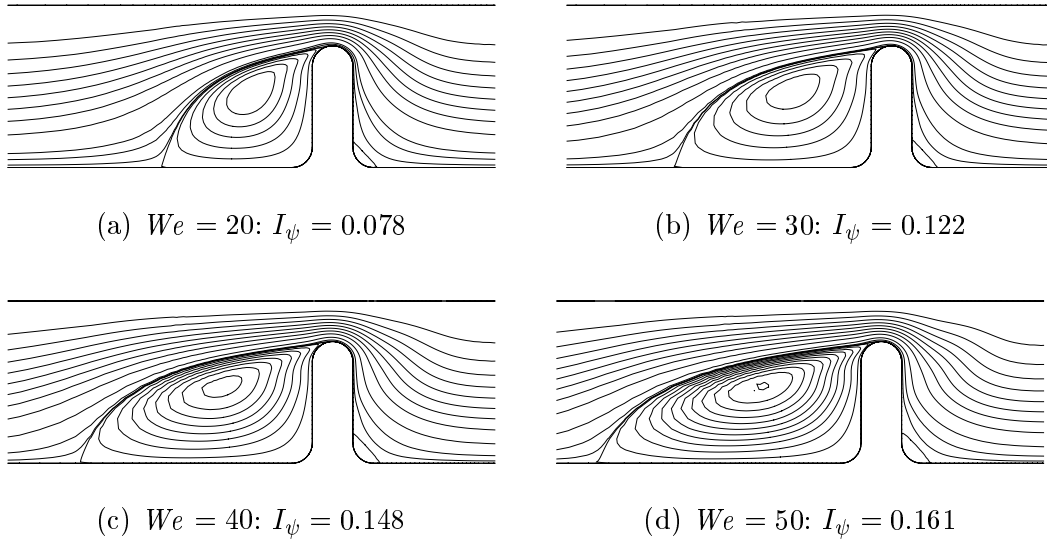 (a) We = 20: I_ψ = 0.078
(b) We = 30: I_ψ = 0.122
(c) We = 40: I_ψ = 0.148
(d) We = 50: I_ψ = 0.161